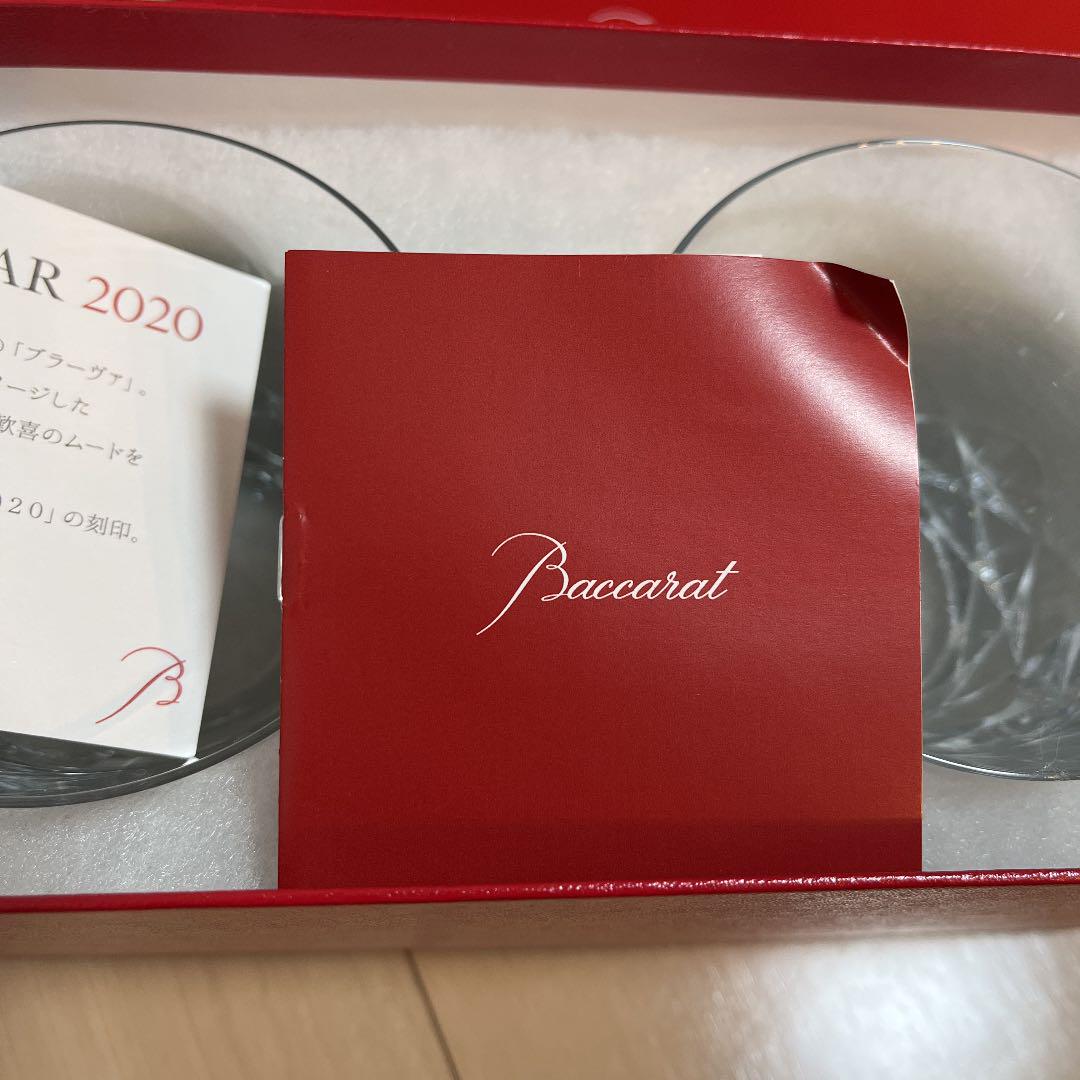 AR 2020
「ブラーヴァ」。
ージした
歓喜のムードを
020」の刻印。
B
Baccarat